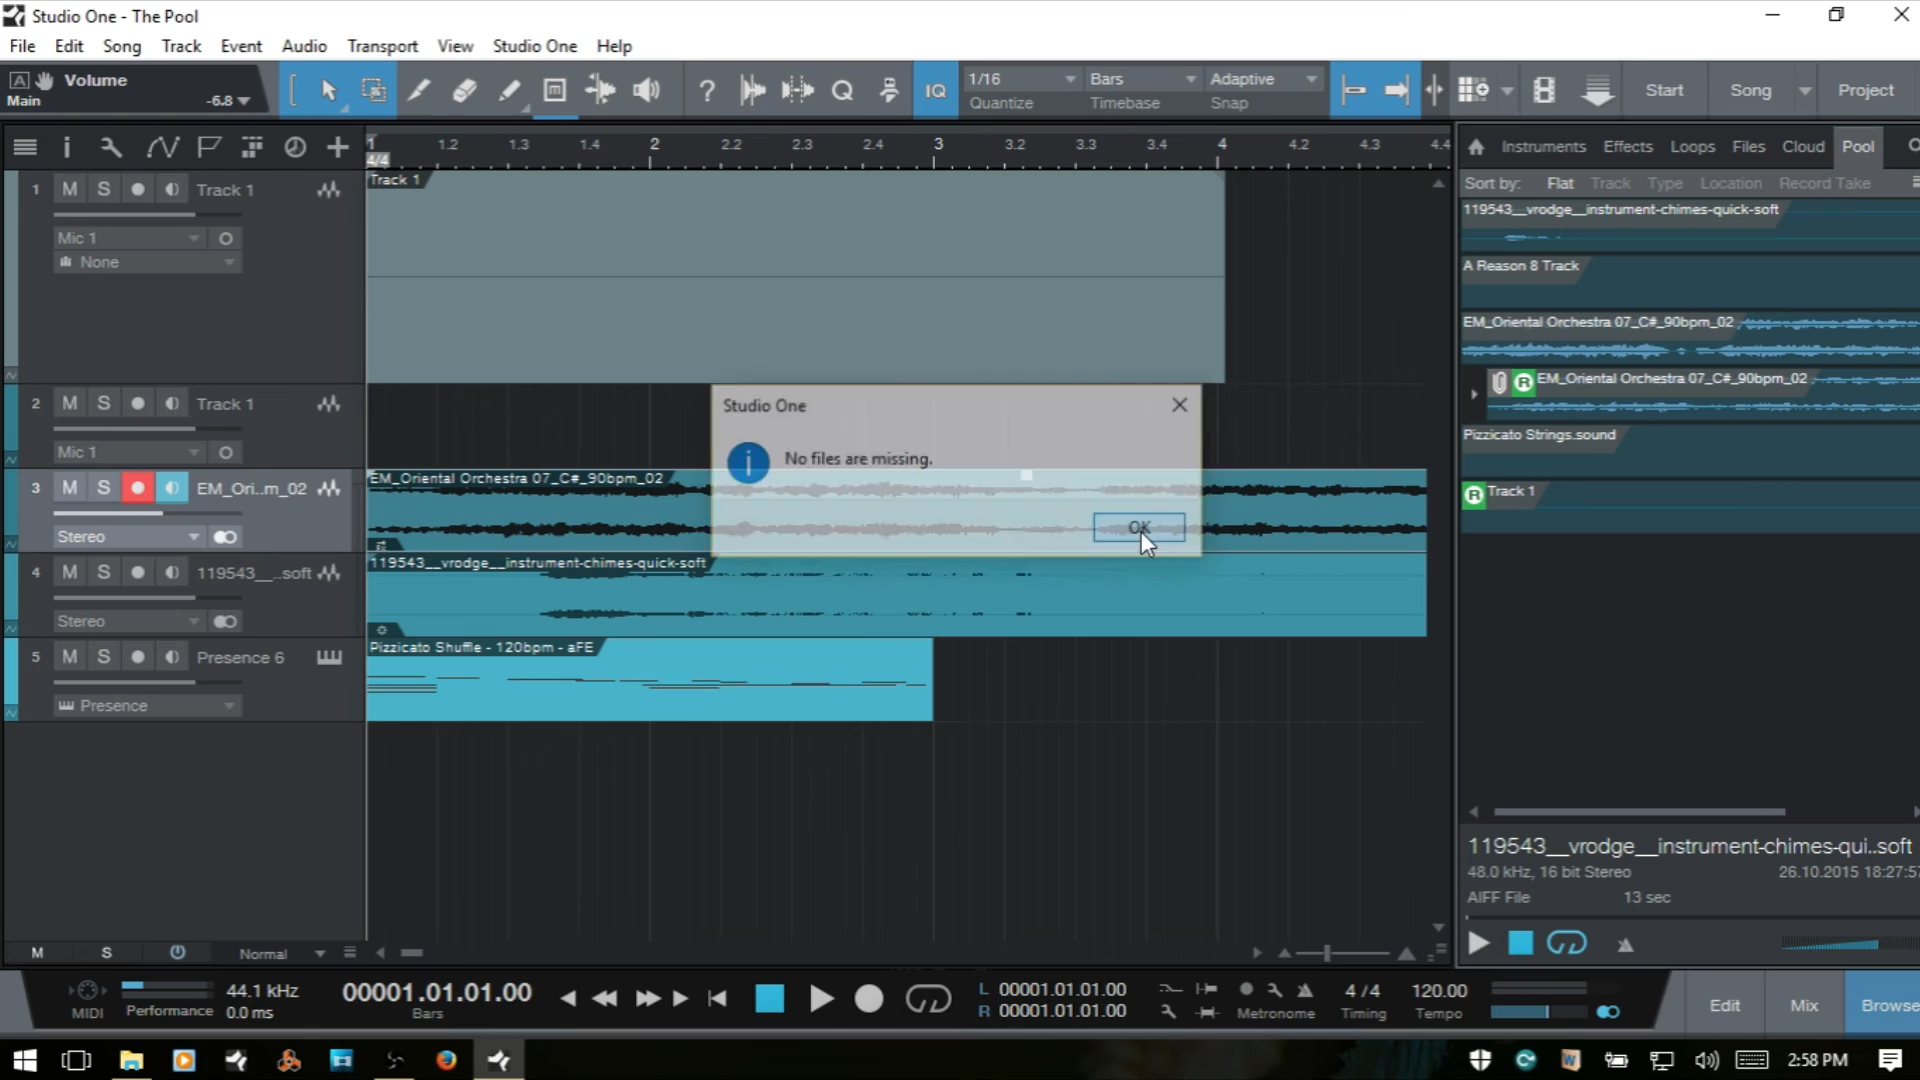 Studio One - The Pool
File Edit Song Track Event Audio Transport View Studio One Help
A Volume
Main -6.8
IQ
1/16 Bars Adaptive
Quantize Timebase Snap
Start Song Project
1 1.2 1.3 1.4 2 2.2 2.3 2.4 3 3.2 3.3 3.4 4 4.2 4.3 4.4
4/4
Instruments Effects Loops Files Cloud Pool
Sort by: Flat Track Type Location Record Take
1 M S Track 1
Mic 1
None
Track 1
2 M S Track 1
Mic 1
3 M S EM_Ori..m_02
Stereo
EM_Oriental Orchestra 07_C#_90bpm_02
4 M S 119543__..soft
Stereo
119543__vrodge__instrument-chimes-quick-soft
5 M S Presence 6
Presence
Pizzicato Shuffle - 120bpm - aFE
Studio One
No files are missing.
OK
119543__vrodge__instrument-chimes-quick-soft
A Reason 8 Track
EM_Oriental Orchestra 07_C#_90bpm_02
R EM_Oriental Orchestra 07_C#_90bpm_02
Pizzicato Strings.sound
R Track 1
119543__vrodge__instrument-chimes-qui..soft
48.0 kHz, 16 bit Stereo 26.10.2015 18:27:57
AIFF File 13 sec
M S Normal
MIDI
Performance
44.1 kHz
0.0 ms
00001.01.01.00
Bars
L 00001.01.01.00
R 00001.01.01.00
Metronome
4 / 4
Timing
120.00
Tempo
Edit Mix Browse
2:58 PM